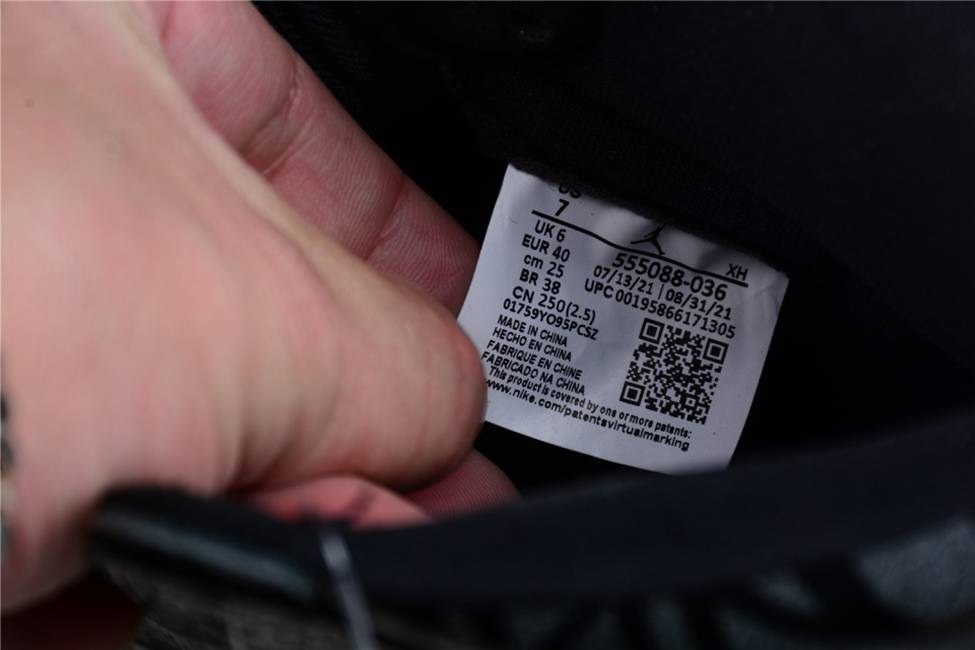 US
7
UK 6
EUR 40
cm 25
BR 38
CN 250(2.5)
01759YO95PCSZ
XH
555088-036
07/13/21 | 08/31/21
UPC 00195866171305
MADE IN CHINA
HECHO EN CHINA
FABRIQUE EN CHINE
FABRICADO NA CHINA
This product is covered by one or more patents:
www.nike.com/patentsvirtualmarking